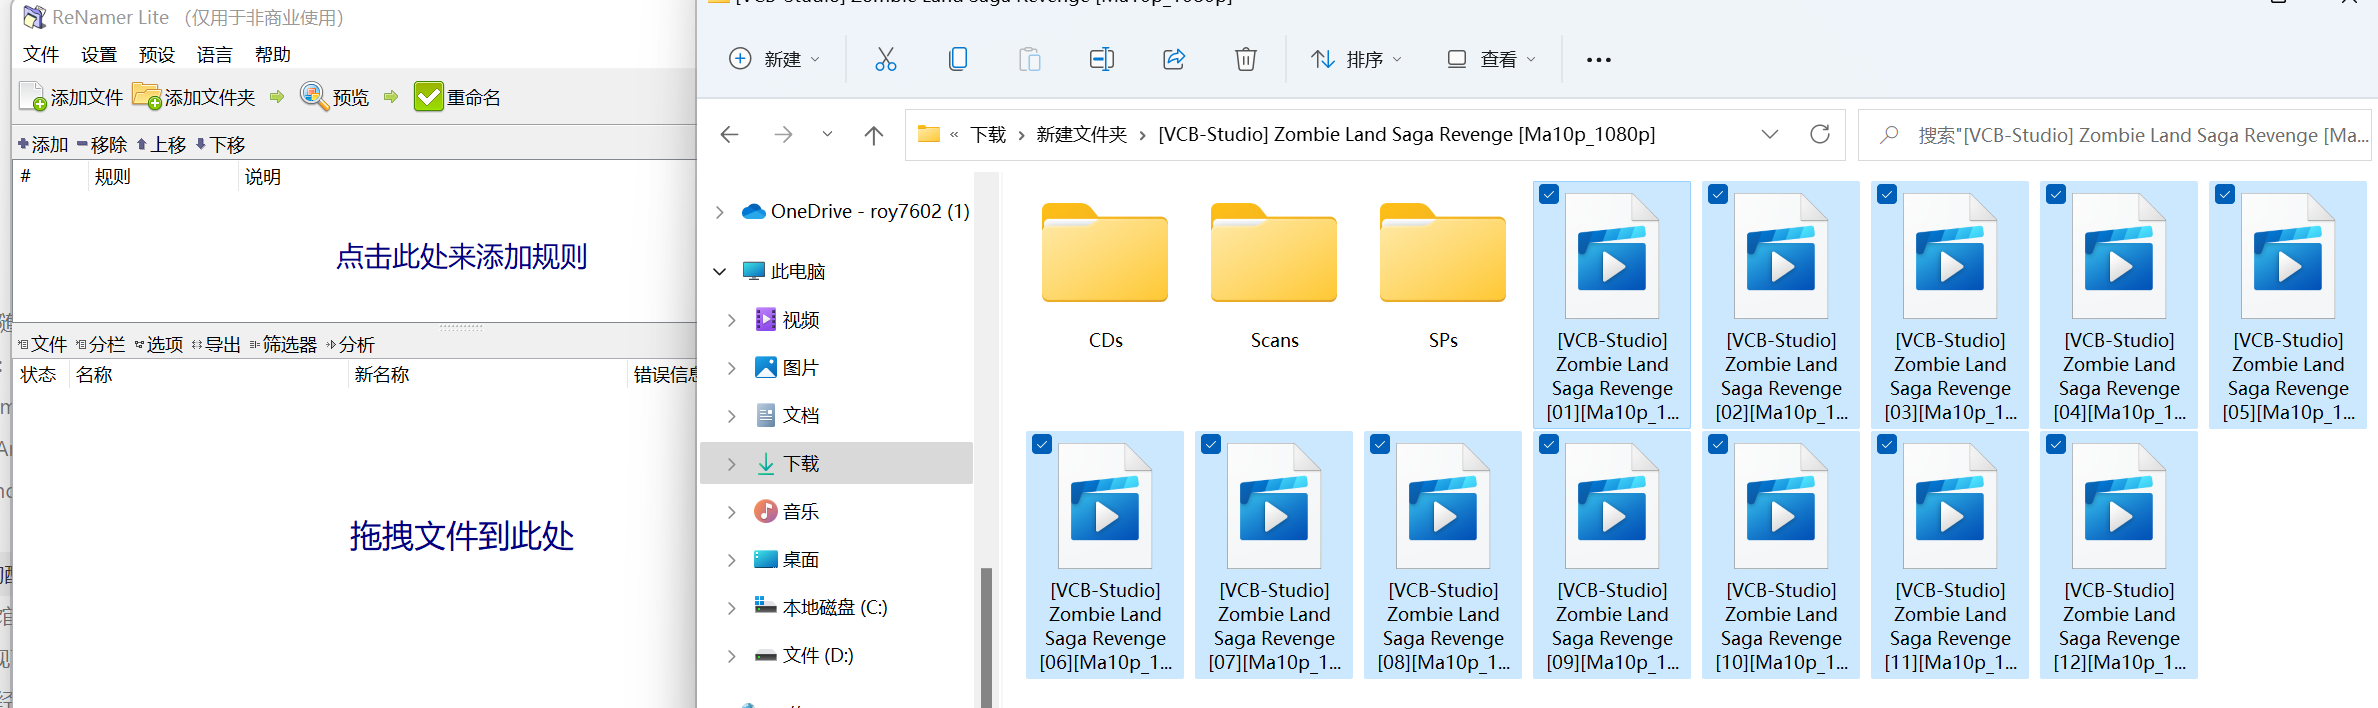 ReNamer Lite （仅用于非商业使用）
文件 设置 预设 语言 帮助
添加文件 添加文件夹 预览 重命名
添加 移除 上移 下移
# 规则 说明
点击此处来添加规则
文件 分栏 选项 导出 筛选器 分析
状态 名称 新名称 错误信息
拖拽文件到此处
[VCB-Studio] Zombie Land Saga Revenge [Ma10p_1080p]
新建 排序 查看
« 下载 › 新建文件夹 › [VCB-Studio] Zombie Land Saga Revenge [Ma10p_1080p]
搜索"[VCB-Studio] Zombie Land Saga Revenge [Ma...
OneDrive - roy7602 (1)
此电脑
视频
图片
文档
下载
音乐
桌面
本地磁盘 (C:)
文件 (D:)
CDs
Scans
SPs
[VCB-Studio]
Zombie Land
Saga Revenge
[01][Ma10p_1...
[VCB-Studio]
Zombie Land
Saga Revenge
[02][Ma10p_1...
[VCB-Studio]
Zombie Land
Saga Revenge
[03][Ma10p_1...
[VCB-Studio]
Zombie Land
Saga Revenge
[04][Ma10p_1...
[VCB-Studio]
Zombie Land
Saga Revenge
[05][Ma10p_1...
[VCB-Studio]
Zombie Land
Saga Revenge
[06][Ma10p_1...
[VCB-Studio]
Zombie Land
Saga Revenge
[07][Ma10p_1...
[VCB-Studio]
Zombie Land
Saga Revenge
[08][Ma10p_1...
[VCB-Studio]
Zombie Land
Saga Revenge
[09][Ma10p_1...
[VCB-Studio]
Zombie Land
Saga Revenge
[10][Ma10p_1...
[VCB-Studio]
Zombie Land
Saga Revenge
[11][Ma10p_1...
[VCB-Studio]
Zombie Land
Saga Revenge
[12][Ma10p_1...